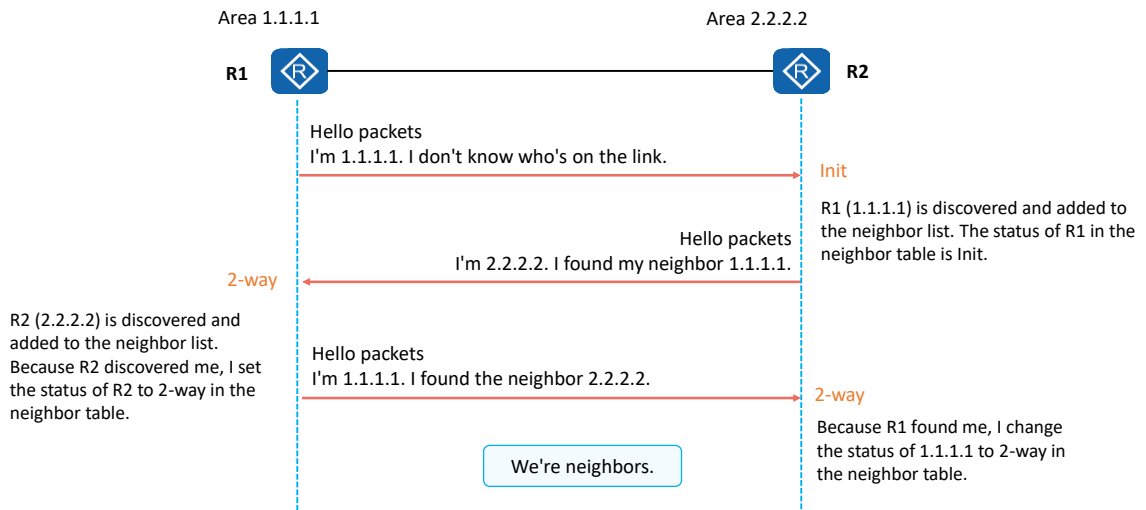 Area 1.1.1.1
Area 2.2.2.2
R1
R
R
R2
Hello packets
I'm 1.1.1.1. I don't know who's on the link.
Init
R1 (1.1.1.1) is discovered and added to
the neighbor list. The status of R1 in the
neighbor table is Init.
Hello packets
I'm 2.2.2.2. I found my neighbor 1.1.1.1.
2-way
R2 (2.2.2.2) is discovered and
added to the neighbor list.
Because R2 discovered me, I set
the status of R2 to 2-way in the
neighbor table.
Hello packets
I'm 1.1.1.1. I found the neighbor 2.2.2.2.
2-way
Because R1 found me, I change
the status of 1.1.1.1 to 2-way in
the neighbor table.
We're neighbors.